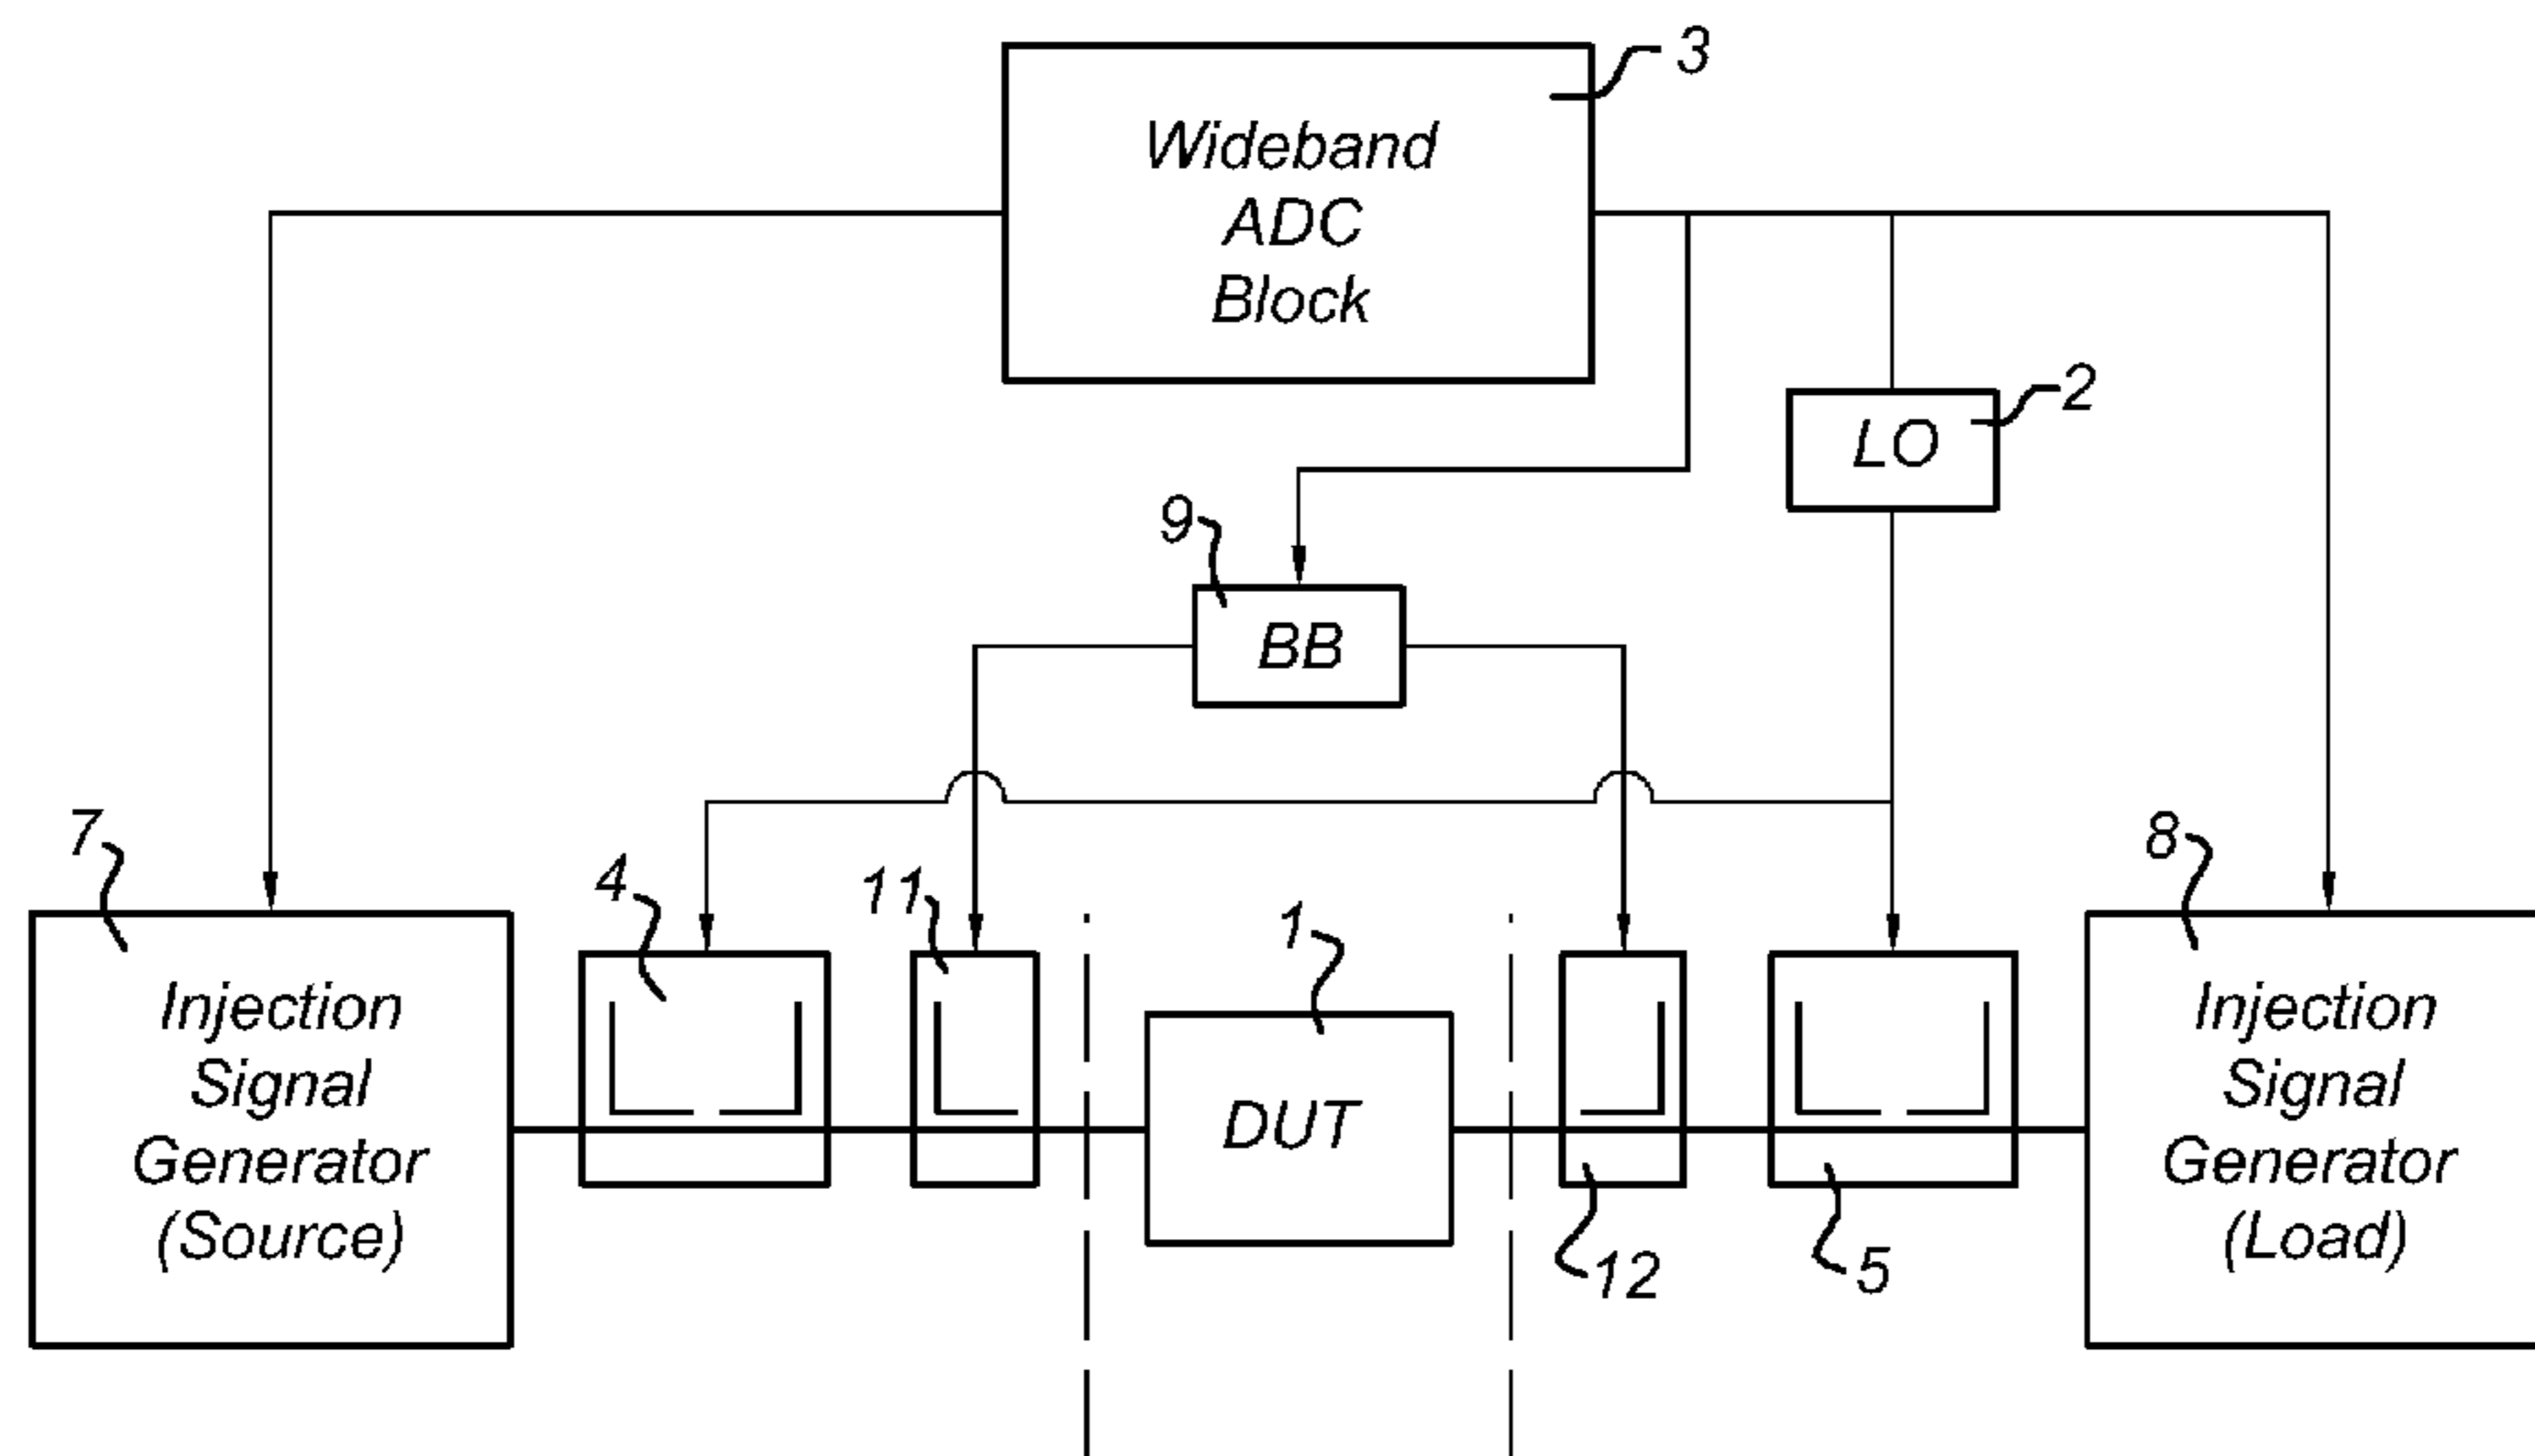 3
Wideband
ADC
Block
2
LO
9
BB
7
4
11
1
8
Injection
Signal
Generator
(Source)
DUT
Injection
Signal
Generator
(Load)
12
5